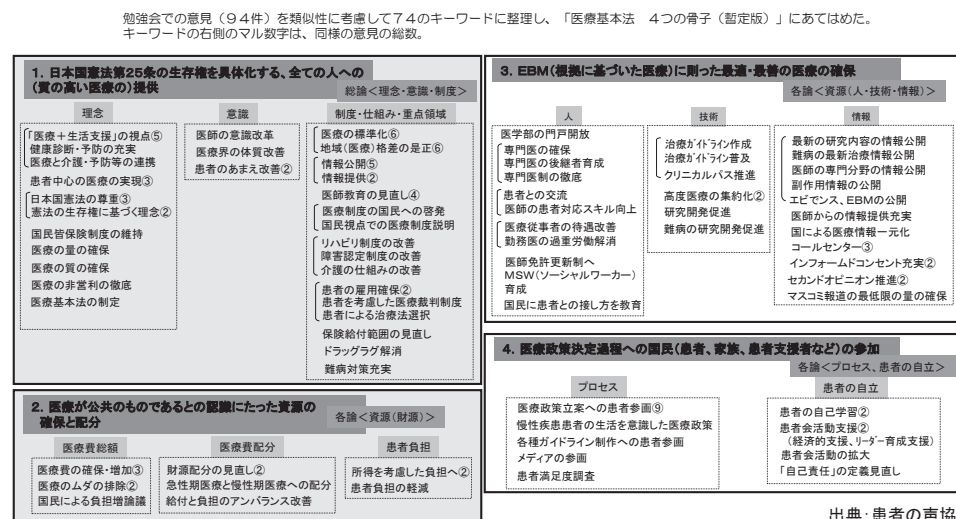 勉強会での意見（９４件）を類似性に考慮して７４のキーワードに整理し、「医療基本法　４つの骨子（暫定版）」にあてはめた。
キーワードの右側のマル数字は、同様の意見の総数。
1. 日本国憲法第25条の生存権を具体化する、全ての人への
（質の高い医療の）提供
総論＜理念・意識・制度＞
理念
「医療＋生活支援」の視点⑤
健康診断・予防の充実
医療と介護・予防等の連携
患者中心の医療の実現③
日本国憲法の尊重③
憲法の生存権に基づく理念②
国民皆保険制度の維持
医療の量の確保
医療の質の確保
医療の非営利の徹底
医療基本法の制定
意識
医師の意識改革
医療界の体質改善
患者のあまえ改善②
制度・仕組み・重点領域
医療の標準化⑥
地域（医療）格差の是正⑥
情報公開⑤
情報提供②
医師教育の見直し④
医療制度の国民への啓発
国民視点での医療制度説明
リハビリ制度の改善
障害認定制度の改善
介護の仕組みの改善
患者の雇用確保②
患者を考慮した医療裁判制度
患者による治療法選択
保険給付範囲の見直し
ドラッグラグ解消
難病対策充実
2. 医療が公共のものであるとの認識にたった資源の
確保と配分
各論＜資源（財源）＞
医療費総額
医療費の確保・増加③
医療のムダの排除②
国民による負担増論議
医療費配分
財源配分の見直し②
急性期医療と慢性期医療への配分
給付と負担のアンバランス改善
患者負担
所得を考慮した負担へ②
患者負担の軽減
3. EBM（根拠に基づいた医療）に則った最適・最善の医療の確保
各論＜資源（人・技術・情報）＞
人
医学部の門戸開放
専門医の確保
専門医の後継者育成
専門医制の徹底
患者との交流
医師の患者対応スキル向上
医療従事者の待遇改善
勤務医の過重労働解消
医師免許更新制へ
MSW（ソーシャルワーカー）
育成
国民に患者との接し方を教育
技術
治療ガイドライン作成
治療ガイドライン普及
クリニカルパス推進
高度医療の集約化②
研究開発促進
難病の研究開発促進
情報
最新の研究内容の情報公開
難病の最新治療情報公開
医師の専門分野の情報公開
副作用情報の公開
エビデンス、EBMの公開
医師からの情報提供充実
国による医療情報一元化
コールセンター③
インフォームドコンセント充実②
セカンドオピニオン推進②
マスコミ報道の最低限の量の確保
4. 医療政策決定過程への国民（患者、家族、患者支援者など）の参加
各論＜プロセス、患者の自立＞
プロセス
医療政策立案への患者参画⑨
慢性疾患患者の生活を意識した医療政策
各種ガイドライン制作への患者参画
メディアの参画
患者満足度調査
患者の自立
患者の自己学習②
患者会活動支援②
（経済的支援、リーダー育成支援）
患者会活動の拡大
「自己責任」の定義見直し
出典：患者の声協